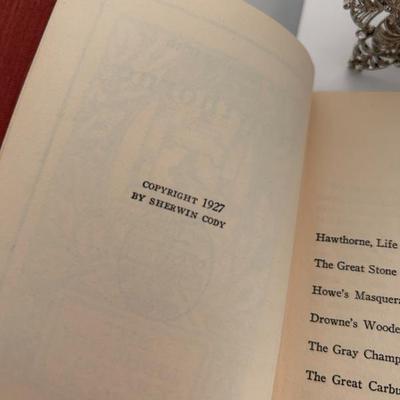 COPYRIGHT 1927
BY SHERWIN CODY
Hawthorne, Life
The Great Stone
Howe's Masquera
Drowne's Woode
The Gray Champ
The Great Carbu